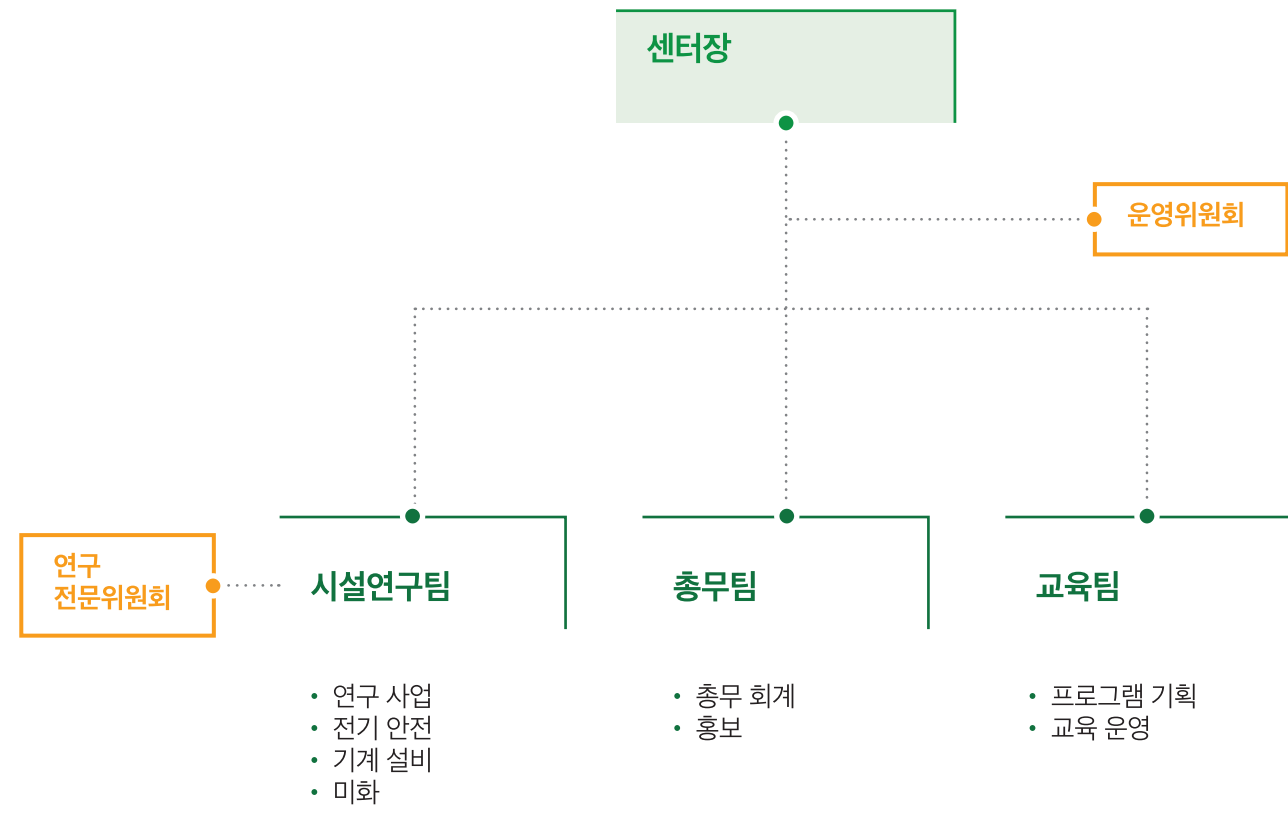 센터장
운영위원회
연구
전문위원회
시설연구팀
• 연구 사업
• 전기 안전
• 기계 설비
• 미화
총무팀
• 총무 회계
• 홍보
교육팀
• 프로그램 기획
• 교육 운영